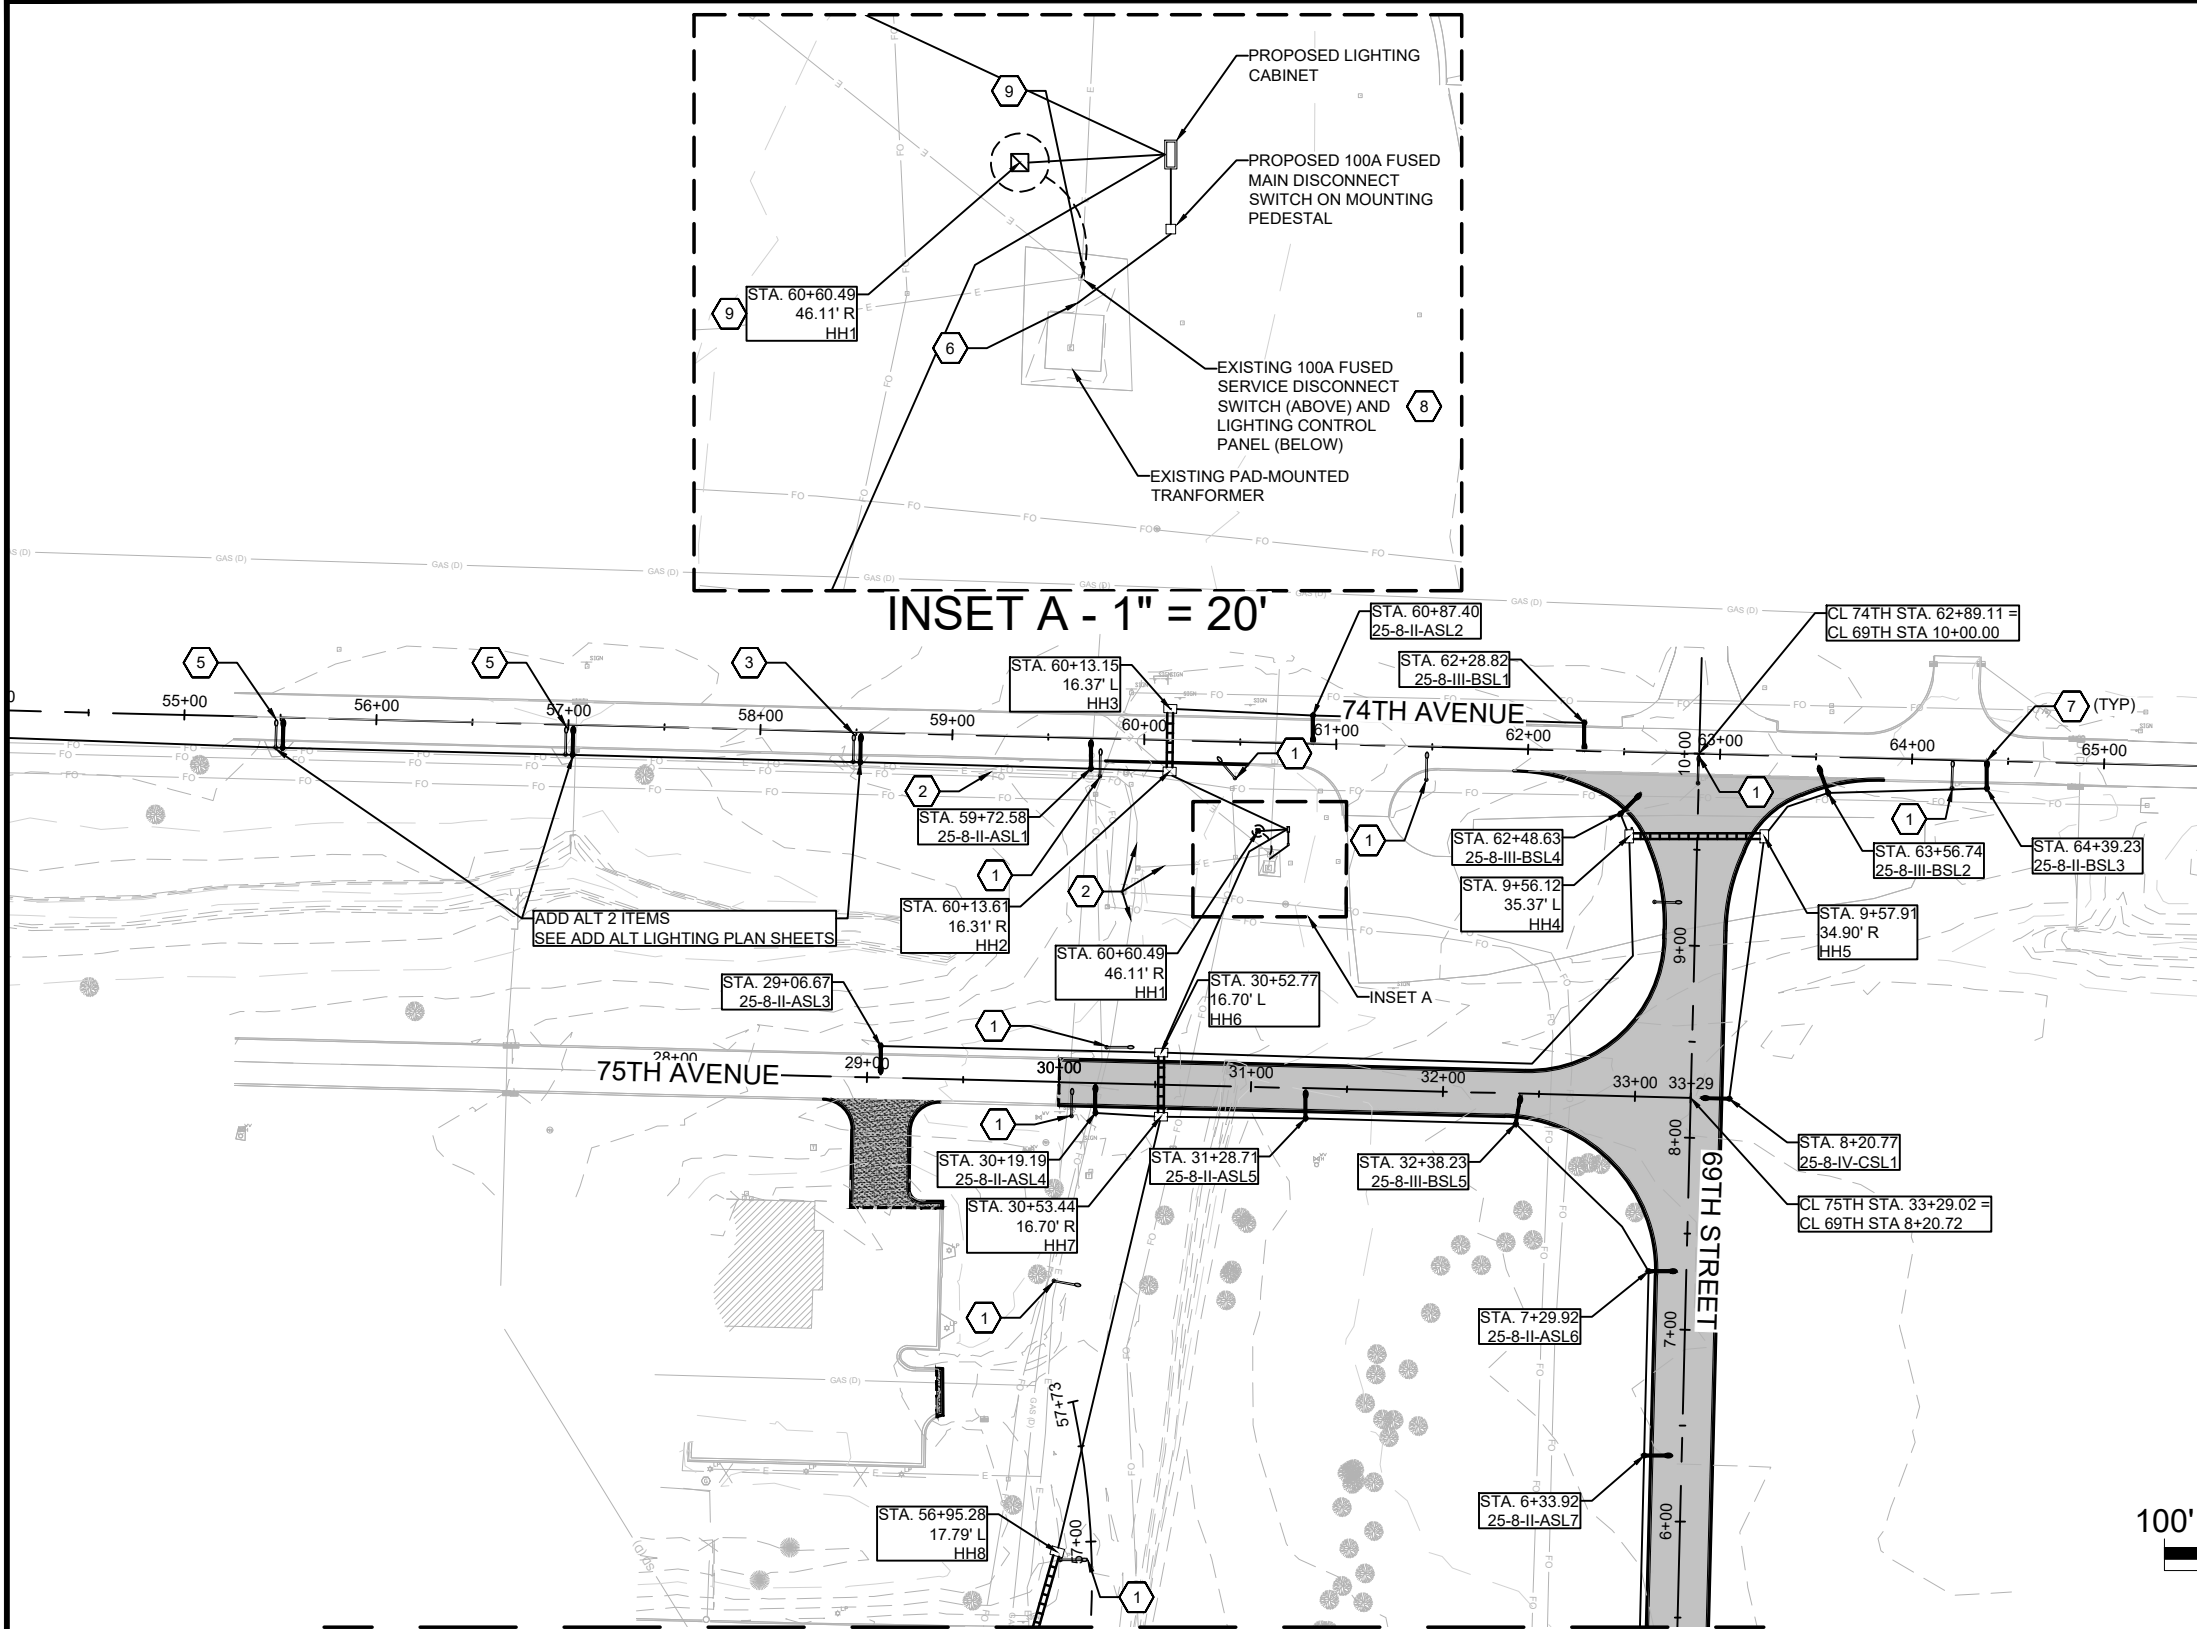 PROPOSED LIGHTING
CABINET
9
PROPOSED 100A FUSED
MAIN DISCONNECT
SWITCH ON MOUNTING
PEDESTAL
STA. 60+60.49
46.11' R
HH1
9
6
EXISTING 100A FUSED
SERVICE DISCONNECT
SWITCH (ABOVE) AND
LIGHTING CONTROL
PANEL (BELOW)
8
EXISTING PAD-MOUNTED
TRANFORMER
E
FO
GAS (D)
INSET A - 1" = 20'
STA. 60+87.40
25-8-II-ASL2
CL 74TH STA. 62+89.11 =
CL 69TH STA 10+00.00
5
5
3
STA. 60+13.15
16.37' L
HH3
STA. 62+28.82
25-8-III-BSL1
7
(TYP)
74TH AVENUE
55+00
56+00
57+00
58+00
59+00
60+00
61+00
62+00
63+00
64+00
65+00
10+00
SIGN
1
2
STA. 59+72.58
25-8-II-ASL1
1
1
1
STA. 62+48.63
25-8-III-BSL4
STA. 63+56.74
25-8-III-BSL2
STA. 64+39.23
25-8-II-BSL3
1
2
STA. 9+56.12
35.37' L
HH4
ADD ALT 2 ITEMS
SEE ADD ALT LIGHTING PLAN SHEETS
STA. 60+13.61
16.31' R
HH2
STA. 9+57.91
34.90' R
HH5
9+00
STA. 60+60.49
46.11' R
HH1
STA. 29+06.67
25-8-II-ASL3
STA. 30+52.77
16.70' L
HH6
INSET A
1
75TH AVENUE
28+00
29+00
30+00
31+00
32+00
33+00
33+29
1
8+00
STA. 30+19.19
25-8-II-ASL4
STA. 31+28.71
25-8-II-ASL5
STA. 32+38.23
25-8-III-BSL5
STA. 8+20.77
25-8-IV-CSL1
STA. 30+53.44
16.70' R
HH7
CL 75TH STA. 33+29.02 =
CL 69TH STA 8+20.72
69TH STREET
1
STA. 7+29.92
25-8-II-ASL6
7+00
GAS (D)
57+73
STA. 6+33.92
25-8-II-ASL7
6+00
STA. 56+95.28
17.79' L
HH8
57+00
1
100'